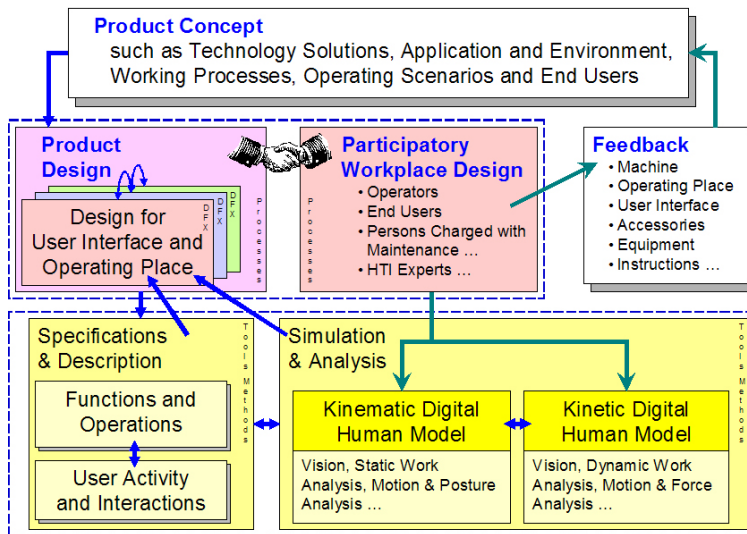 Product Concept
such as Technology Solutions, Application and Environment,
Working Processes, Operating Scenarios and End Users
Product
Design
D F X
D F X
D F X
Design for
User Interface and
Operating Place
Processes
Processes
Participatory
Workplace Design
• Operators
• End Users
• Persons Charged with
Maintenance ...
• HTI Experts ...
Feedback
• Machine
• Operating Place
• User Interface
• Accessories
• Equipment
• Instructions ...
Specifications
& Description
Tools Methods
Functions and
Operations
User Activity
and Interactions
Simulation
& Analysis
Tools Methods
Kinematic Digital
Human Model
Vision, Static Work
Analysis, Motion & Posture
Analysis ...
Kinetic Digital
Human Model
Vision, Dynamic Work
Analysis, Motion & Force
Analysis ...